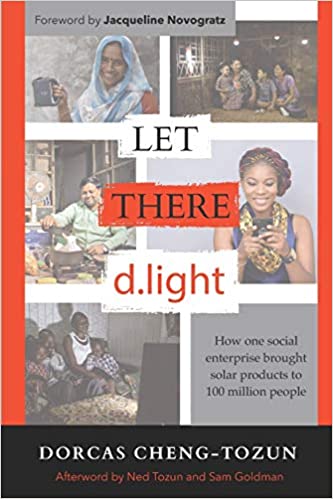 Foreword by Jacqueline Novogratz
LET
THERE
d.light
How one social
enterprise brought
solar products to
100 million people
DORCAS CHENG-TOZUN
Afterword by Ned Tozun and Sam Goldman